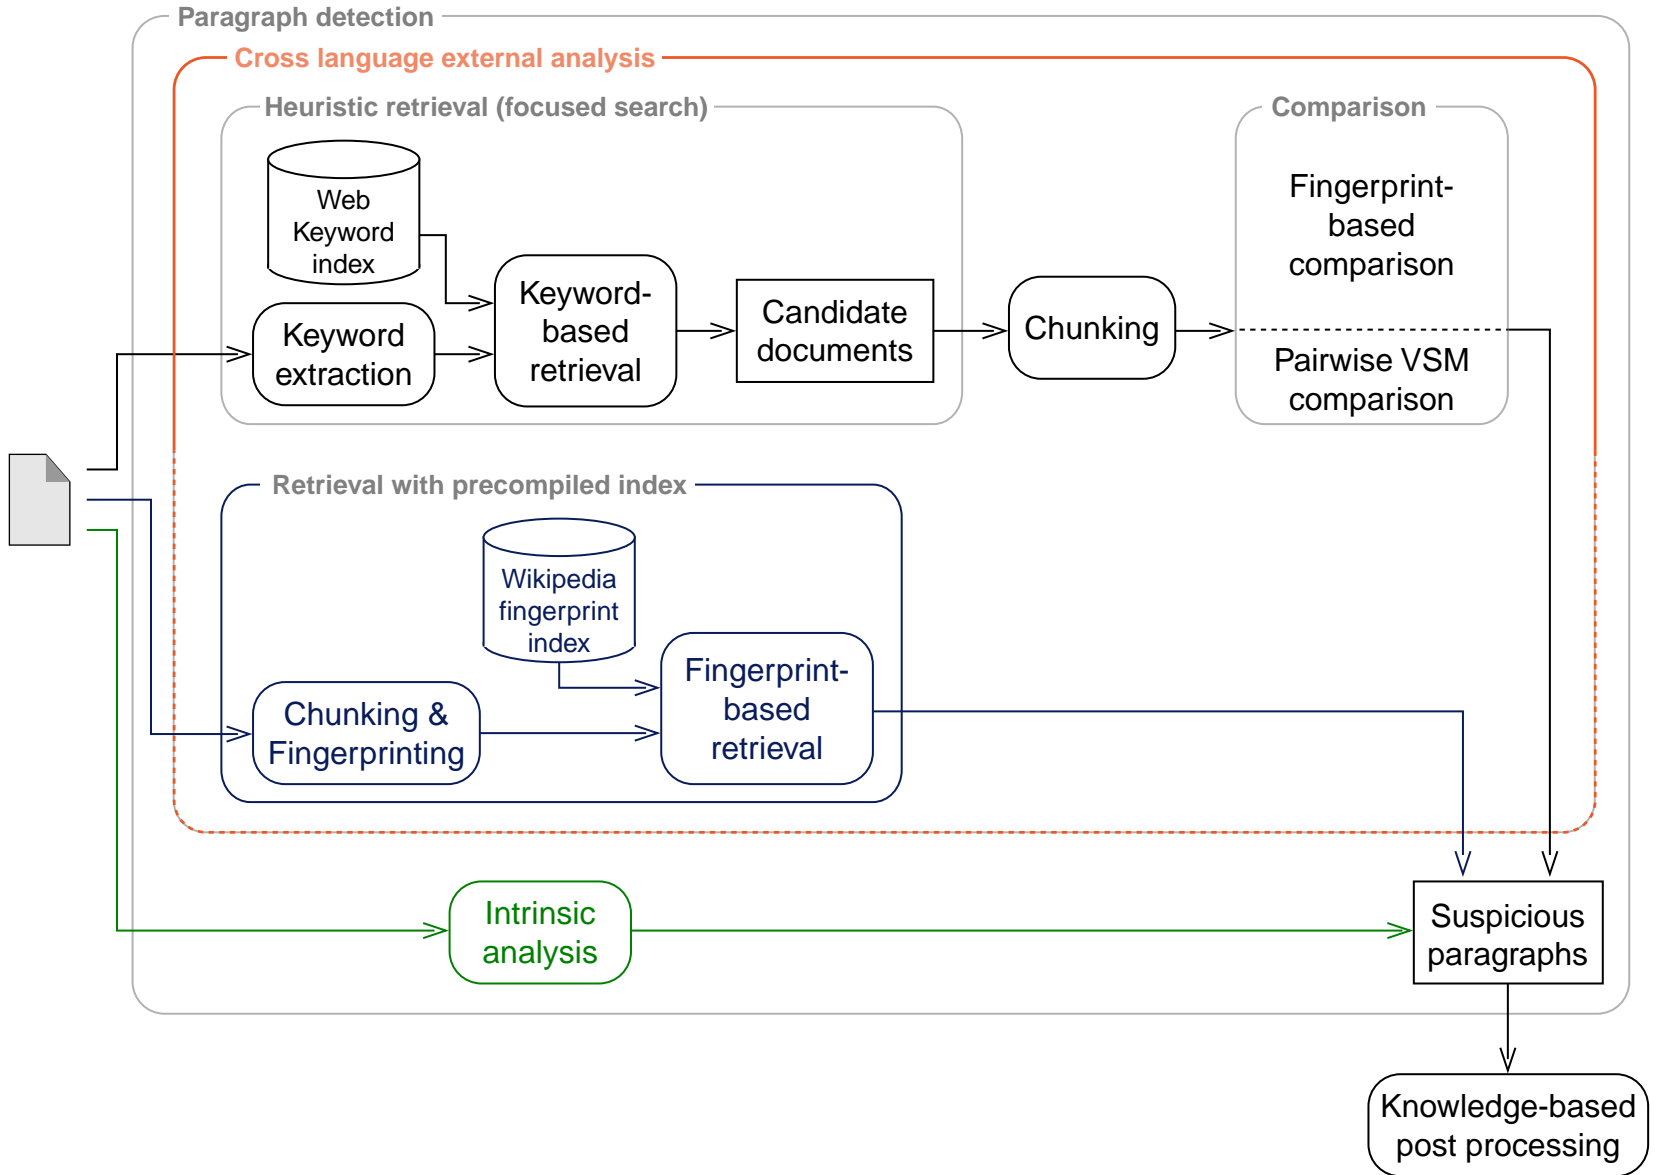 Paragraph detection
Cross language external analysis
Heuristic retrieval (focused search)
Comparison
Web
Keyword
index
Keyword
extraction
Keyword-
based
retrieval
Candidate
documents
Chunking
Fingerprint-
based
comparison
Pairwise VSM
comparison
Retrieval with precompiled index
Wikipedia
fingerprint
index
Chunking &
Fingerprinting
Fingerprint-
based
retrieval
Intrinsic
analysis
Suspicious
paragraphs
Knowledge-based
post processing